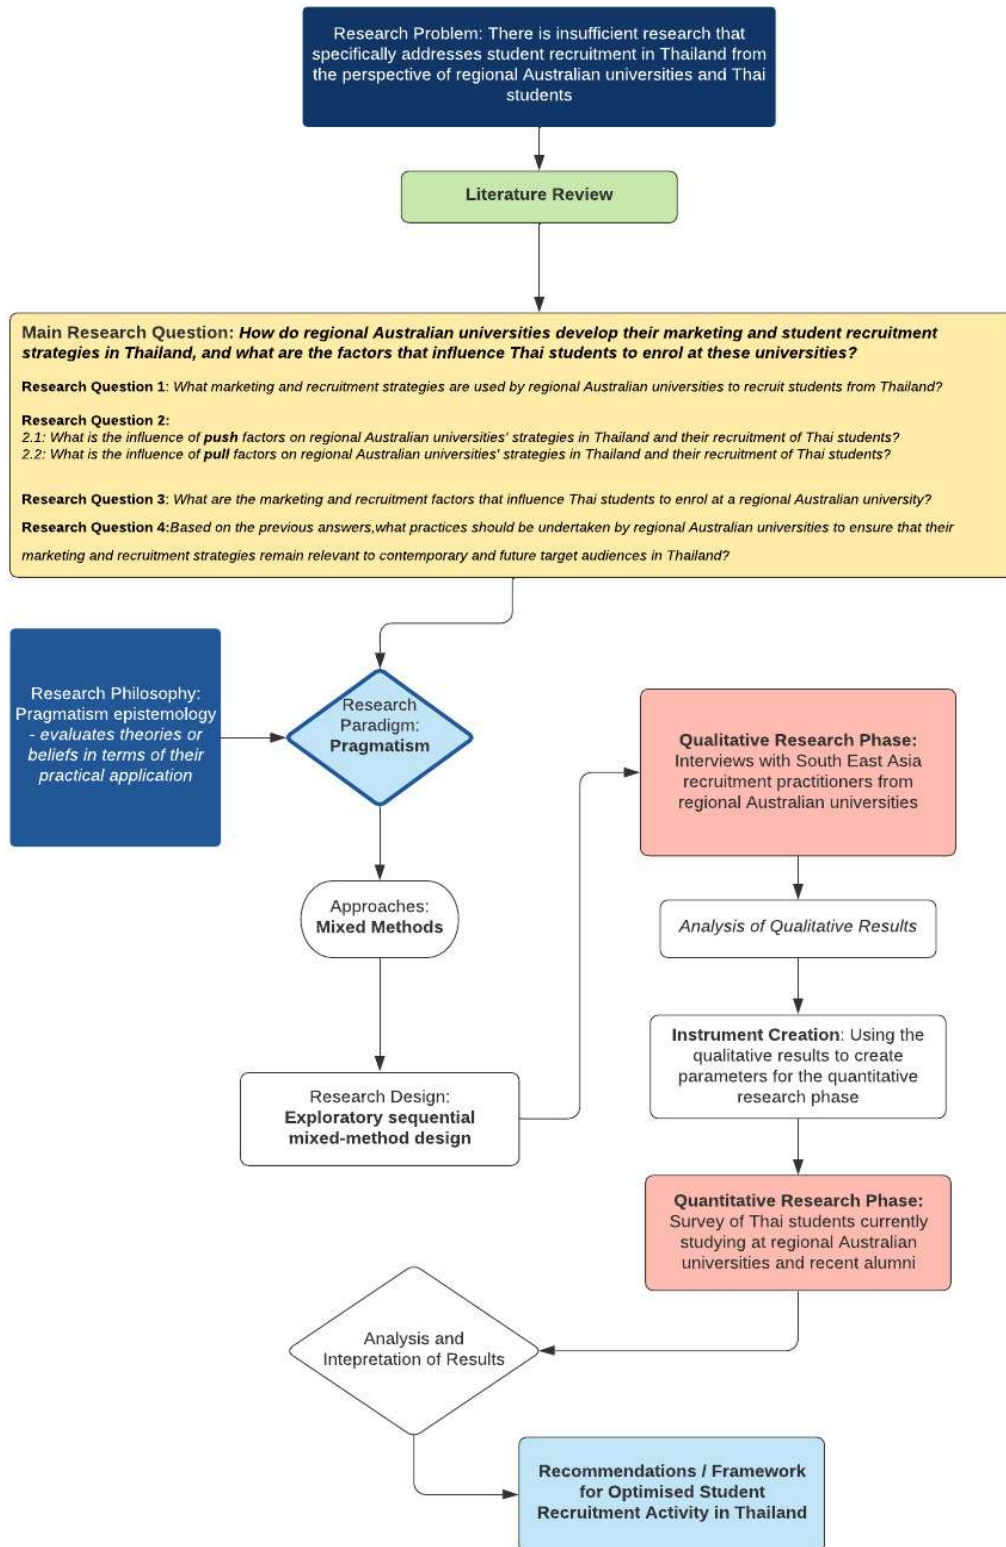 Research Problem: There is insufficient research that
specifically addresses student recruitment in Thailand from
the perspective of regional Australian universities and Thai
students
Literature Review
Main Research Question: How do regional Australian universities develop their marketing and student recruitment
strategies in Thailand, and what are the factors that influence Thai students to enrol at these universities?
Research Question 1: What marketing and recruitment strategies are used by regional Australian universities to recruit students from Thailand?
Research Question 2:
2.1: What is the influence of push factors on regional Australian universities' strategies in Thailand and their recruitment of Thai students?
2.2: What is the influence of pull factors on regional Australian universities' strategies in Thailand and their recruitment of Thai students?
Research Question 3: What are the marketing and recruitment factors that influence Thai students to enrol at a regional Australian university?
Research Question 4:Based on the previous answers,what practices should be undertaken by regional Australian universities to ensure that their
marketing and recruitment strategies remain relevant to contemporary and future target audiences in Thailand?
Research Philosophy:
Pragmatism epistemology
- evaluates theories or
beliefs in terms of their
practical application
Research
Paradigm:
Pragmatism
Approaches:
Mixed Methods
Research Design:
Exploratory sequential
mixed-method design
Qualitative Research Phase:
Interviews with South East Asia
recruitment practitioners from
regional Australian universities
Analysis of Qualitative Results
Instrument Creation: Using the
qualitative results to create
parameters for the quantitative
research phase
Quantitative Research Phase:
Survey of Thai students currently
studying at regional Australian
universities and recent alumni
Analysis and
Intepretation of Results
Recommendations / Framework
for Optimised Student
Recruitment Activity in Thailand